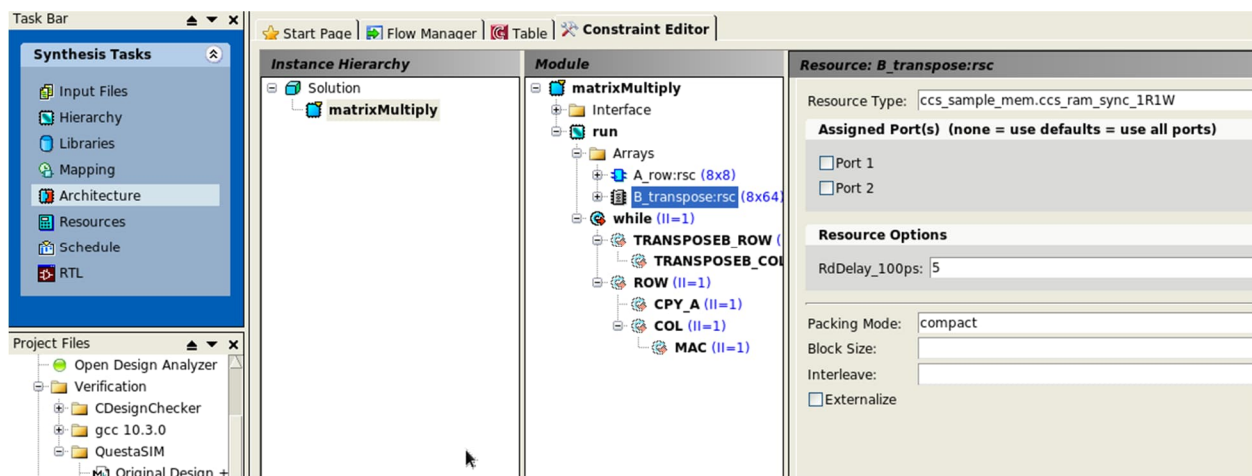 Task Bar
Synthesis Tasks
Input Files
Hierarchy
Libraries
Mapping
Architecture
Resources
Schedule
RTL
Project Files
Open Design Analyzer
Verification
CDesignChecker
gcc 10.3.0
QuestaSIM
Original Design +
Start Page
Flow Manager
Table
Constraint Editor
Instance Hierarchy
Solution
matrixMultiply
Module
matrixMultiply
Interface
run
Arrays
A_row:rsc (8x8)
B_transpose:rsc (8x64)
while (II=1)
TRANSPOSEB_ROW (
TRANSPOSEB_COL
ROW (II=1)
CPY_A (II=1)
COL (II=1)
MAC (II=1)
Resource: B_transpose:rsc
Resource Type: ccs_sample_mem.ccs_ram_sync_1R1W
Assigned Port(s) (none = use defaults = use all ports)
Port 1
Port 2
Resource Options
RdDelay_100ps: 5
Packing Mode: compact
Block Size:
Interleave:
Externalize